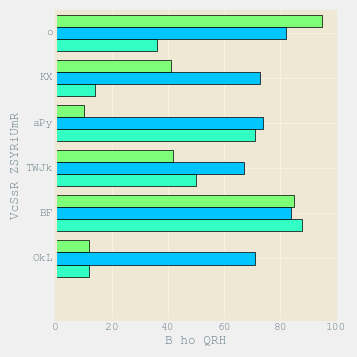 VcSsR ZSYRiUmR
o
KX
aPy
TWJk
BF
OkL
0 20 40 60 80 100
B ho QRH